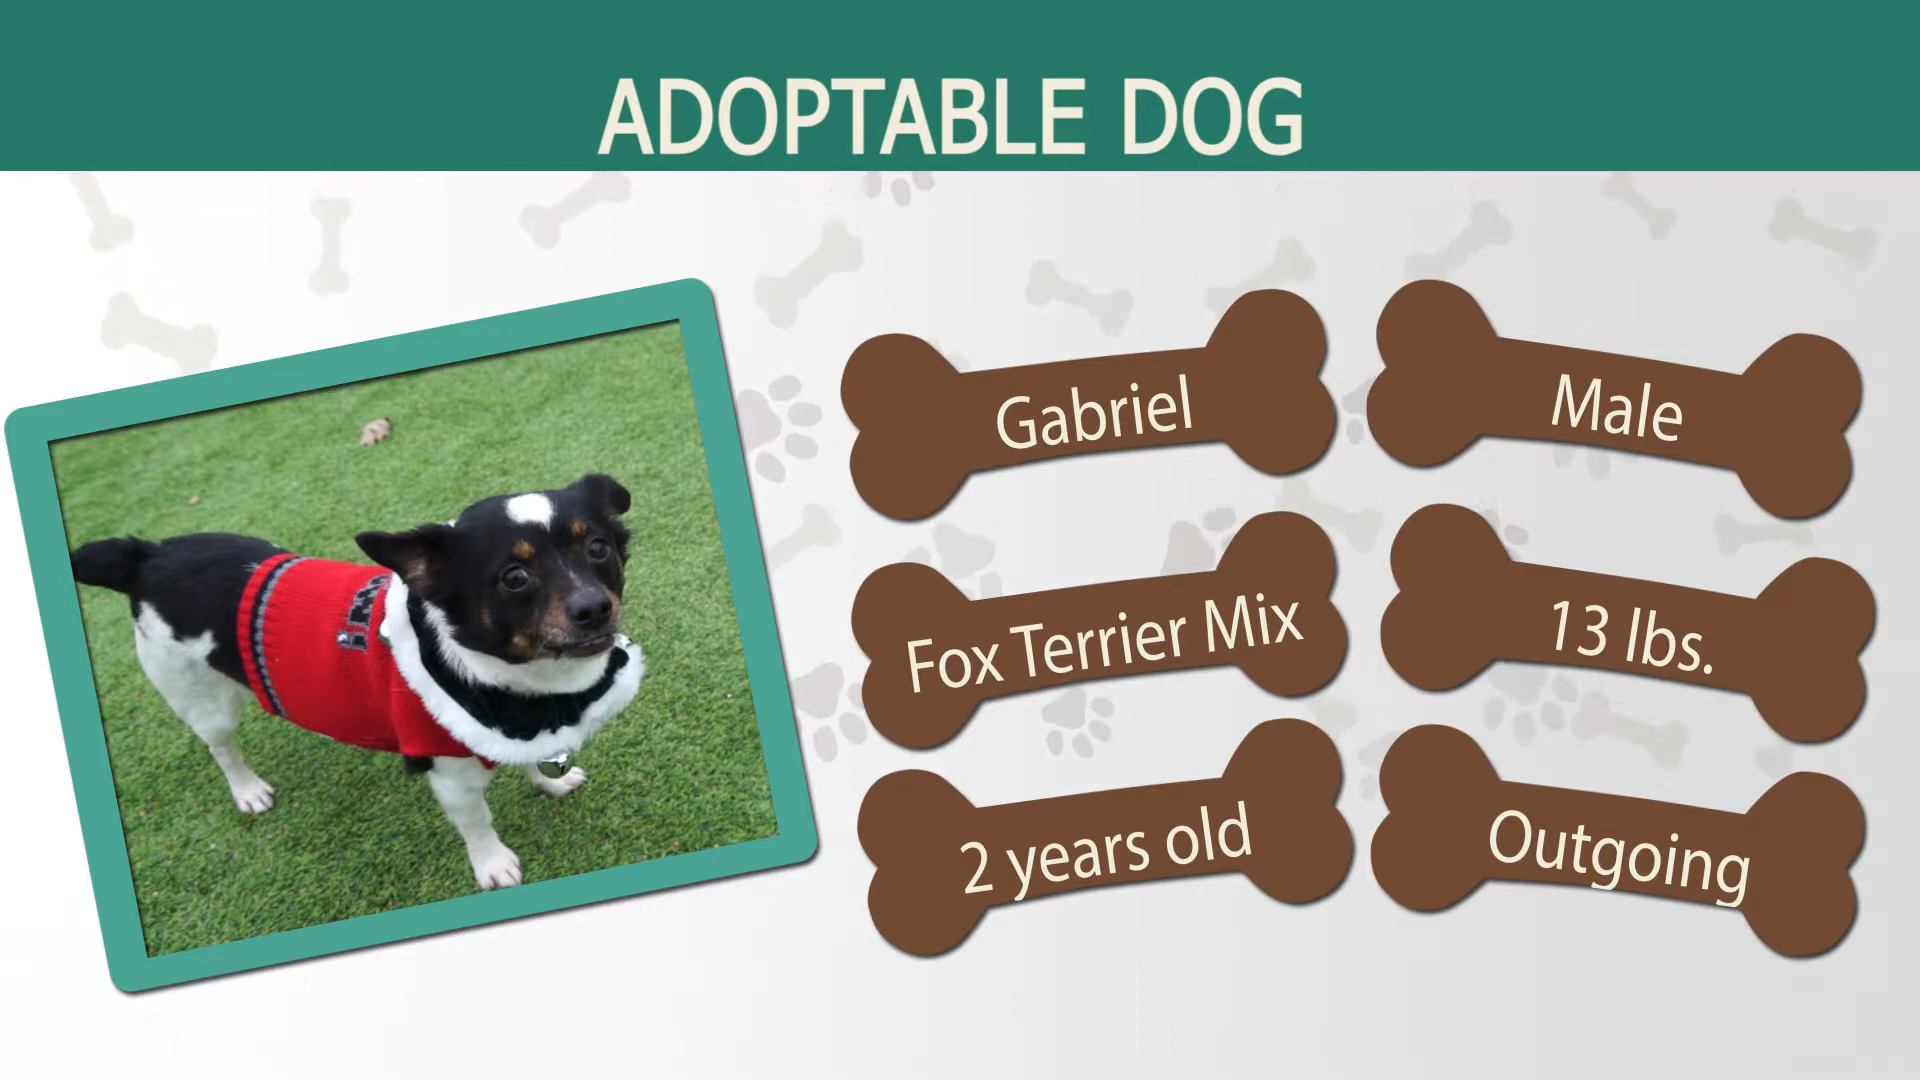 ADOPTABLE DOG
Gabriel
Male
Fox Terrier Mix
13 lbs.
2 years old
Outgoing